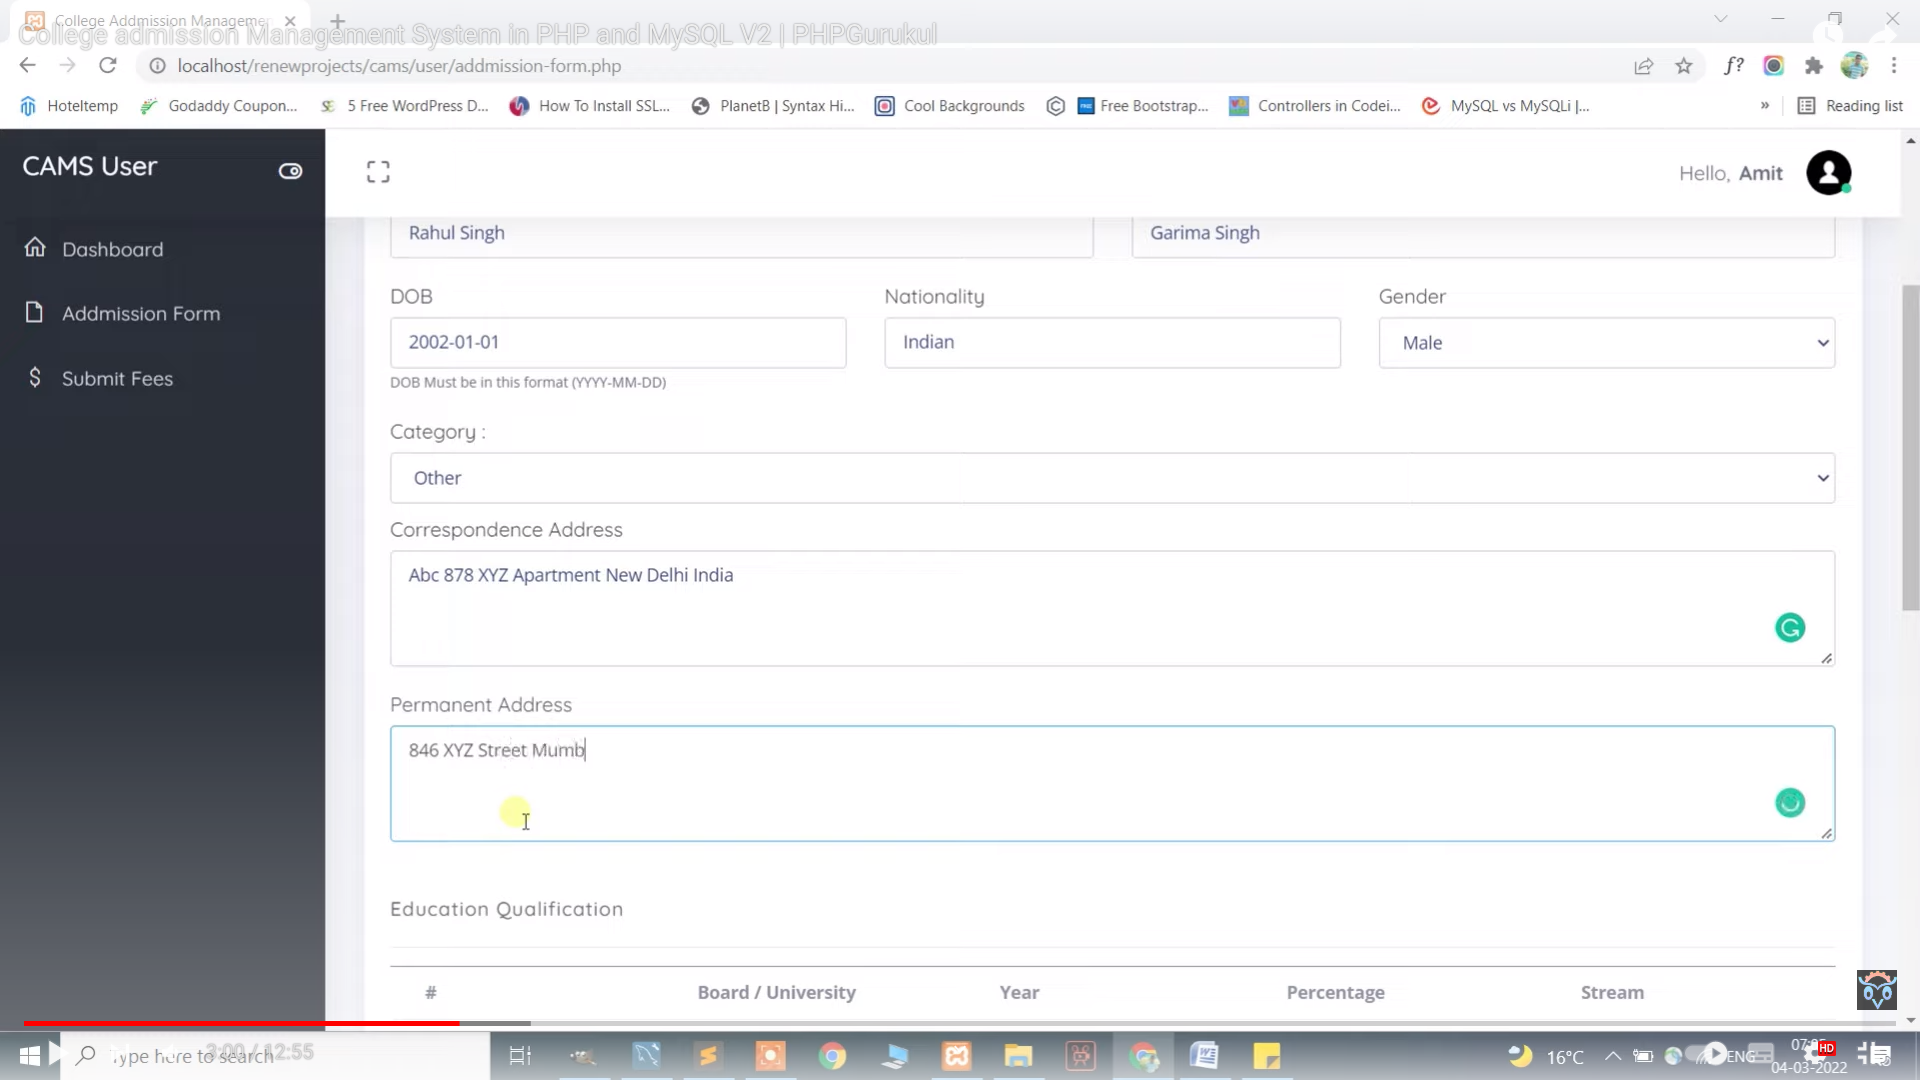 College Addmission Managemen
College admission Management System in PHP and MySQL V2 | PHPGurukul
localhost/renewprojects/cams/user/addmission-form.php
f?
Hoteltemp
Godaddy Coupon...
SE 5 Free WordPress D...
How To Install SSL...
PlanetB | Syntax Hi...
Cool Backgrounds
Free Bootstrap...
Controllers in Codei...
MySQL vs MySQLi |...
»
Reading list
CAMS User
Hello, Amit
Dashboard
Addmission Form
Submit Fees
Rahul Singh
Garima Singh
DOB
Nationality
Gender
2002-01-01
Indian
Male
DOB Must be in this format (YYYY-MM-DD)
Category :
Other
Correspondence Address
Abc 878 XYZ Apartment New Delhi India
Permanent Address
846 XYZ Street Mumb
Education Qualification
# Board / University Year Percentage Stream
Type here to search
3:00 / 12:55
16°C
ENG
HD
04-03-2022